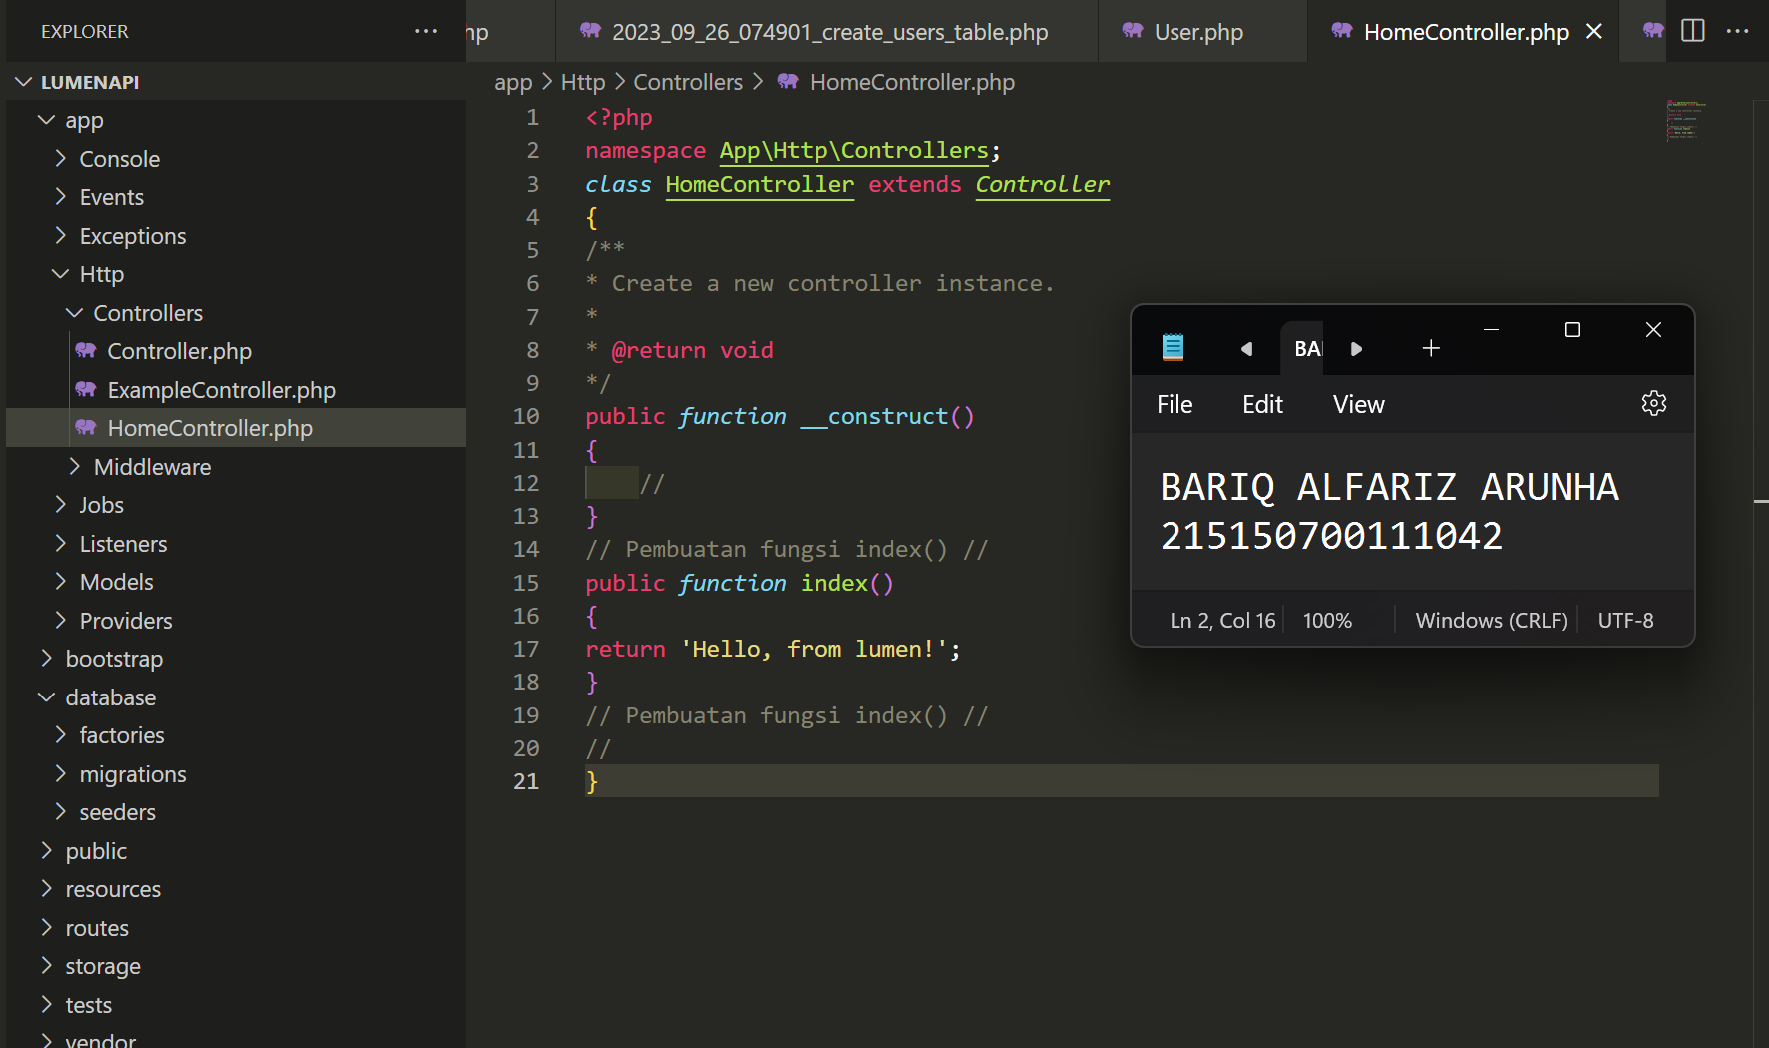 EXPLORER
2023_09_26_074901_create_users_table.php
User.php
HomeController.php
LUMENAPI
app
Console
Events
Exceptions
Http
Controllers
Controller.php
ExampleController.php
HomeController.php
Middleware
Jobs
Listeners
Models
Providers
bootstrap
database
factories
migrations
seeders
public
resources
routes
storage
tests
vendor
app > Http > Controllers > HomeController.php
1 <?php
2 namespace App\Http\Controllers;
3 class HomeController extends Controller
4 {
5 /**
6 * Create a new controller instance.
7 *
8 * @return void
9 */
10 public function __construct()
11 {
12     //
13 }
14 // Pembuatan fungsi index() //
15 public function index()
16 {
17 return 'Hello, from lumen!';
18 }
19 // Pembuatan fungsi index() //
20 //
21 }
BA
File Edit View
BARIQ ALFARIZ ARUNHA
215150700111042
Ln 2, Col 16 100% Windows (CRLF) UTF-8